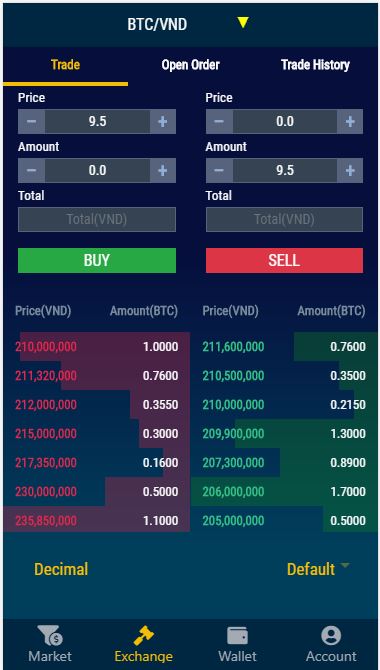 BTC/VND
Trade Open Order Trade History
Price Price
− 9.5 + − 0.0 +
Amount Amount
− 0.0 + − 9.5 +
Total Total
Total(VND) Total(VND)
BUY SELL
Price(VND) Amount(BTC) Price(VND) Amount(BTC)
210,000,000 1.0000 211,600,000 0.7600
211,320,000 0.7600 210,500,000 0.3500
212,000,000 0.3550 210,000,000 0.2150
215,000,000 0.3000 209,900,000 1.3000
217,350,000 0.1600 207,300,000 0.8900
230,000,000 0.5000 206,000,000 1.7000
235,850,000 1.1000 205,000,000 0.5000
Decimal Default
Market Exchange Wallet Account